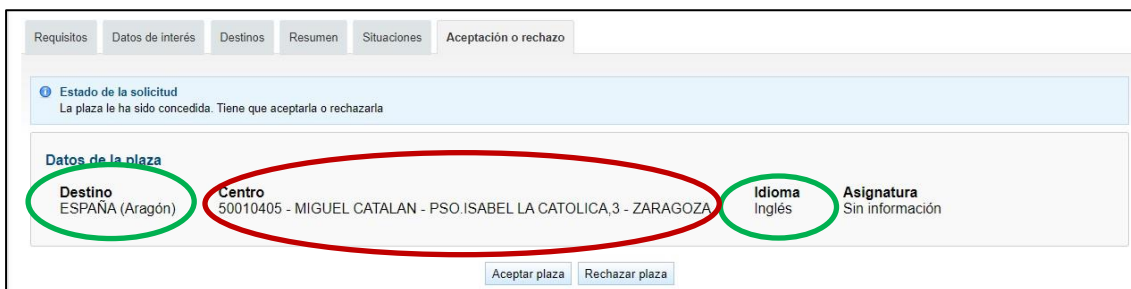 Requisitos Datos de interés Destinos Resumen Situaciones Aceptación o rechazo
Estado de la solicitud
La plaza le ha sido concedida. Tiene que aceptarla o rechazarla
Datos de la plaza
Destino Centro Idioma Asignatura
ESPAÑA (Aragón) 50010405 - MIGUEL CATALAN - PSO.ISABEL LA CATOLICA,3 - ZARAGOZA Inglés Sin información
Aceptar plaza Rechazar plaza